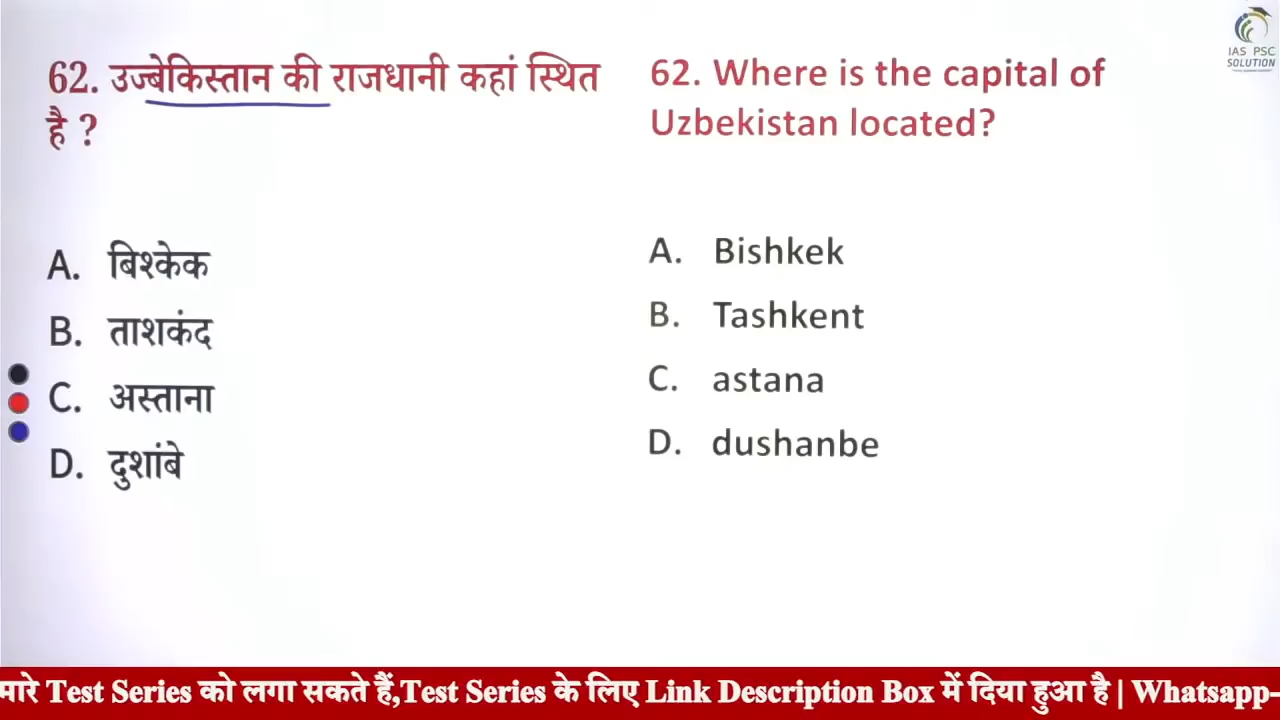 62. उज्बेकिस्तान की राजधानी कहां स्थित
है ?
A. बिश्केक
B. ताशकंद
C. अस्ताना
D. दुशांबे
62. Where is the capital of
Uzbekistan located?
A. Bishkek
B. Tashkent
C. astana
D. dushanbe
IAS PSC
SOLUTION
मारे Test Series को लगा सकते हैं,Test Series के लिए Link Description Box में दिया हुआ है | Whatsapp-